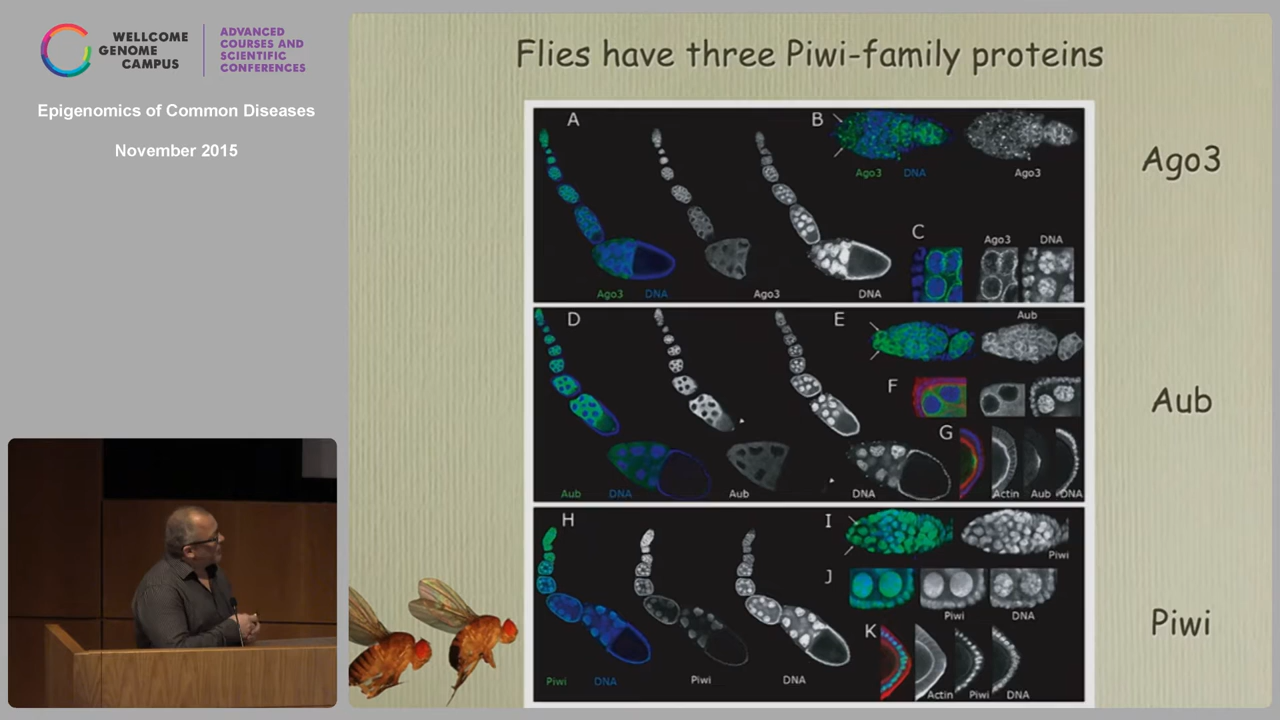 WELLCOME
GENOME
CAMPUS
ADVANCED
COURSES AND
SCIENTIFIC
CONFERENCES
Epigenomics of Common Diseases
November 2015
Flies have three Piwi-family proteins
A
B
Ago3 DNA
Ago3
C
Ago3 DNA
Ago3 DNA
Ago3
DNA
Ago3
D
E
Aub
F
G
Aub DNA
Aub
DNA
Actin Aub DNA
Aub
H
I
Piwi
J
Piwi
DNA
K
Piwi DNA
Piwi
DNA
Actin Piwi DNA
Piwi